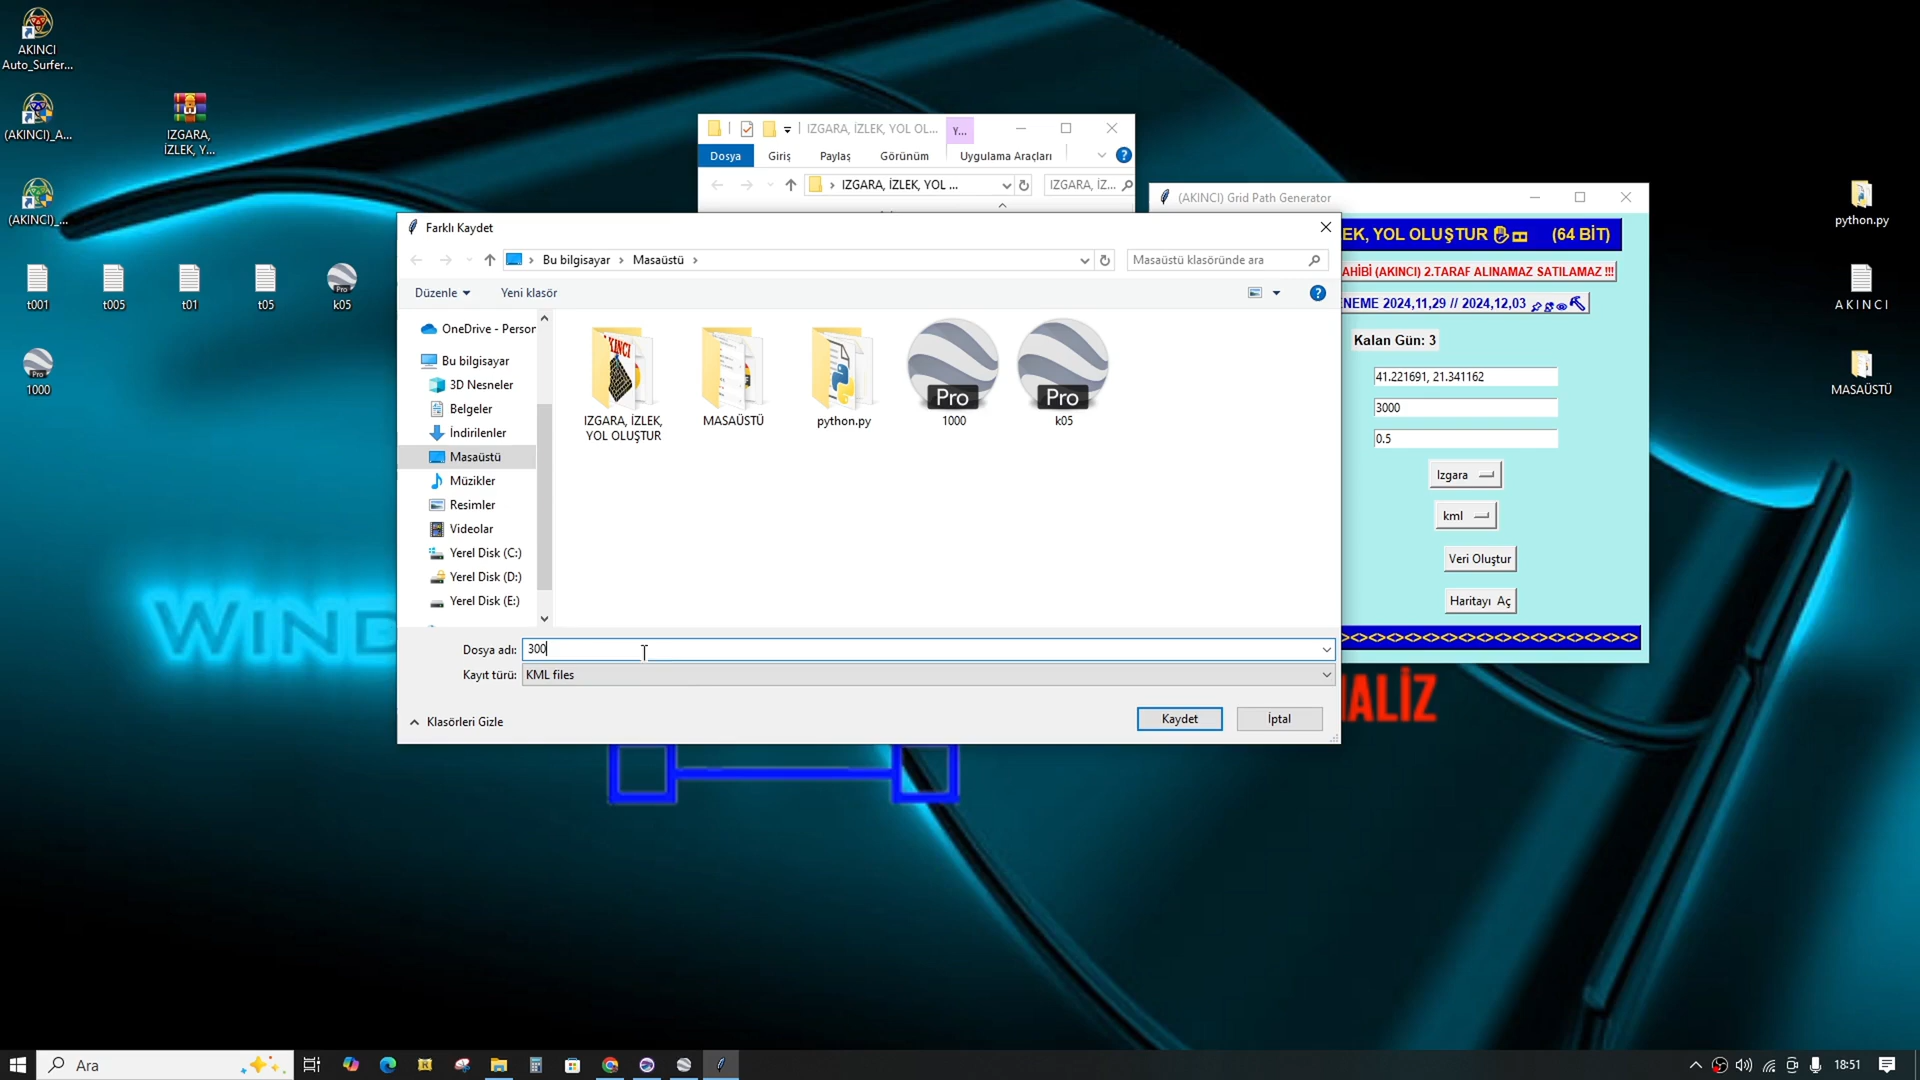 AKINCI
Auto_Surfer...
(AKINCI)_A...
(AKINCI)_...
IZGARA,
İZLEK, Y...
t001
t005
t01
t05
k05
1000
python.py
A K I N C I
MASAÜSTÜ
IZGARA, İZLEK, YOL OL...
Y...
Dosya
Giriş
Paylaş
Görünüm
Uygulama Araçları
IZGARA, İZLEK, YOL ...
IZGARA, İZ...
(AKINCI) Grid Path Generator
EK, YOL OLUŞTUR (64 BİT)
AHİBİ (AKINCI) 2.TARAF ALINAMAZ SATILAMAZ !!!
NEME 2024,11,29 // 2024,12,03
Kalan Gün: 3
41.221691, 21.341162
3000
0.5
Izgara
kml
Veri Oluştur
Haritayı Aç
<><><><><><><><><><><><><><><>
Farklı Kaydet
Bu bilgisayar
Masaüstü
Masaüstü klasöründe ara
Düzenle
Yeni klasör
OneDrive - Person
Bu bilgisayar
3D Nesneler
Belgeler
İndirilenler
Masaüstü
Müzikler
Resimler
Videolar
Yerel Disk (C:)
Yerel Disk (D:)
Yerel Disk (E:)
AKINCI
IZGARA, İZLEK,
YOL OLUŞTUR
MASAÜSTÜ
python.py
Pro
1000
Pro
k05
Dosya adı:
300
Kayıt türü:
KML files
Klasörleri Gizle
Kaydet
İptal
WIND
ALİZ
Ara
18:51